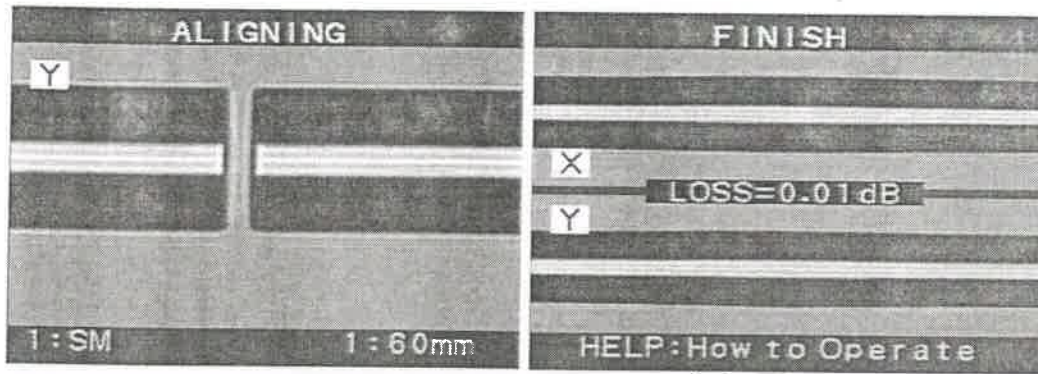 ALIGNING
Y
1:SM 1:60mm
FINISH
X
LOSS=0.01dB
Y
HELP:How to Operate